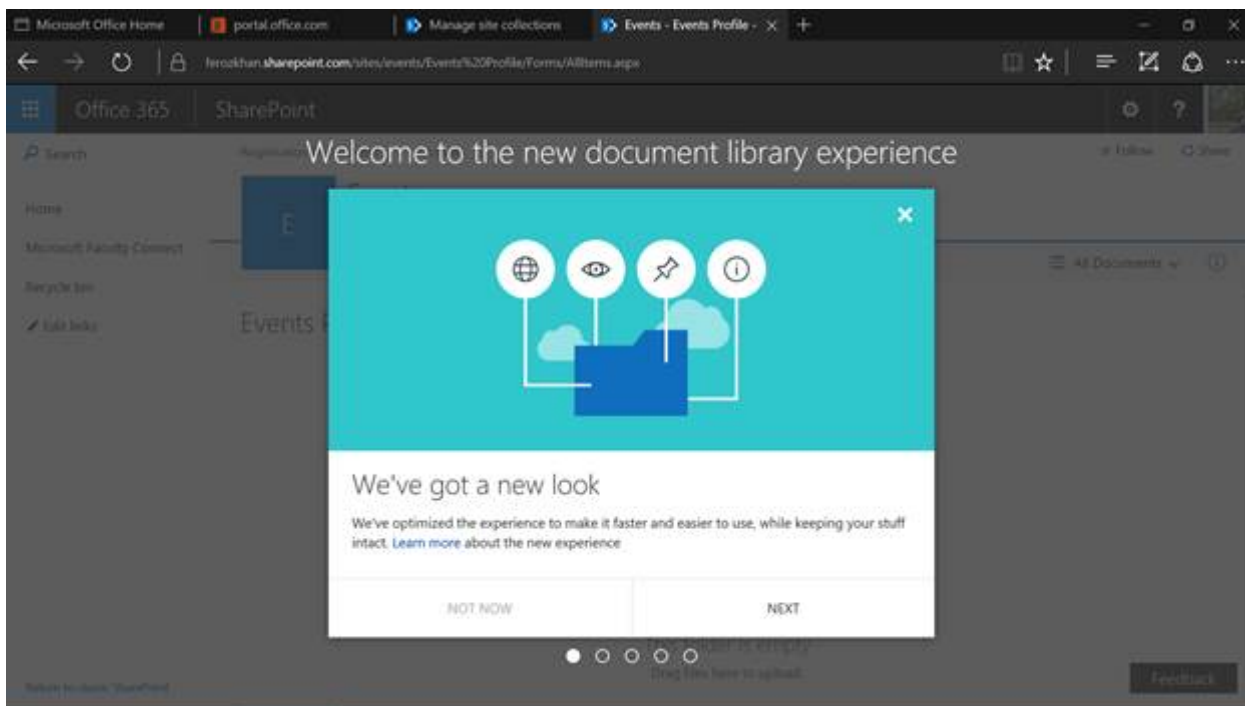 Microsoft Office Home
portal.office.com
Manage site collections
Events - Events Profile -
ferozkhan.sharepoint.com/sites/events/Events%20Profile/Forms/AllItems.aspx
Office 365
SharePoint
?
Search
Follow
Share
Welcome to the new document library experience
Home
E
Microsoft Faculty Connect
All Documents
Recycle bin
Edit links
Events
We've got a new look
We've optimized the experience to make it faster and easier to use, while keeping your stuff
intact. Learn more about the new experience
NOT NOW
NEXT
This folder is empty
Drag files here to upload
Return to classic SharePoint
Feedback